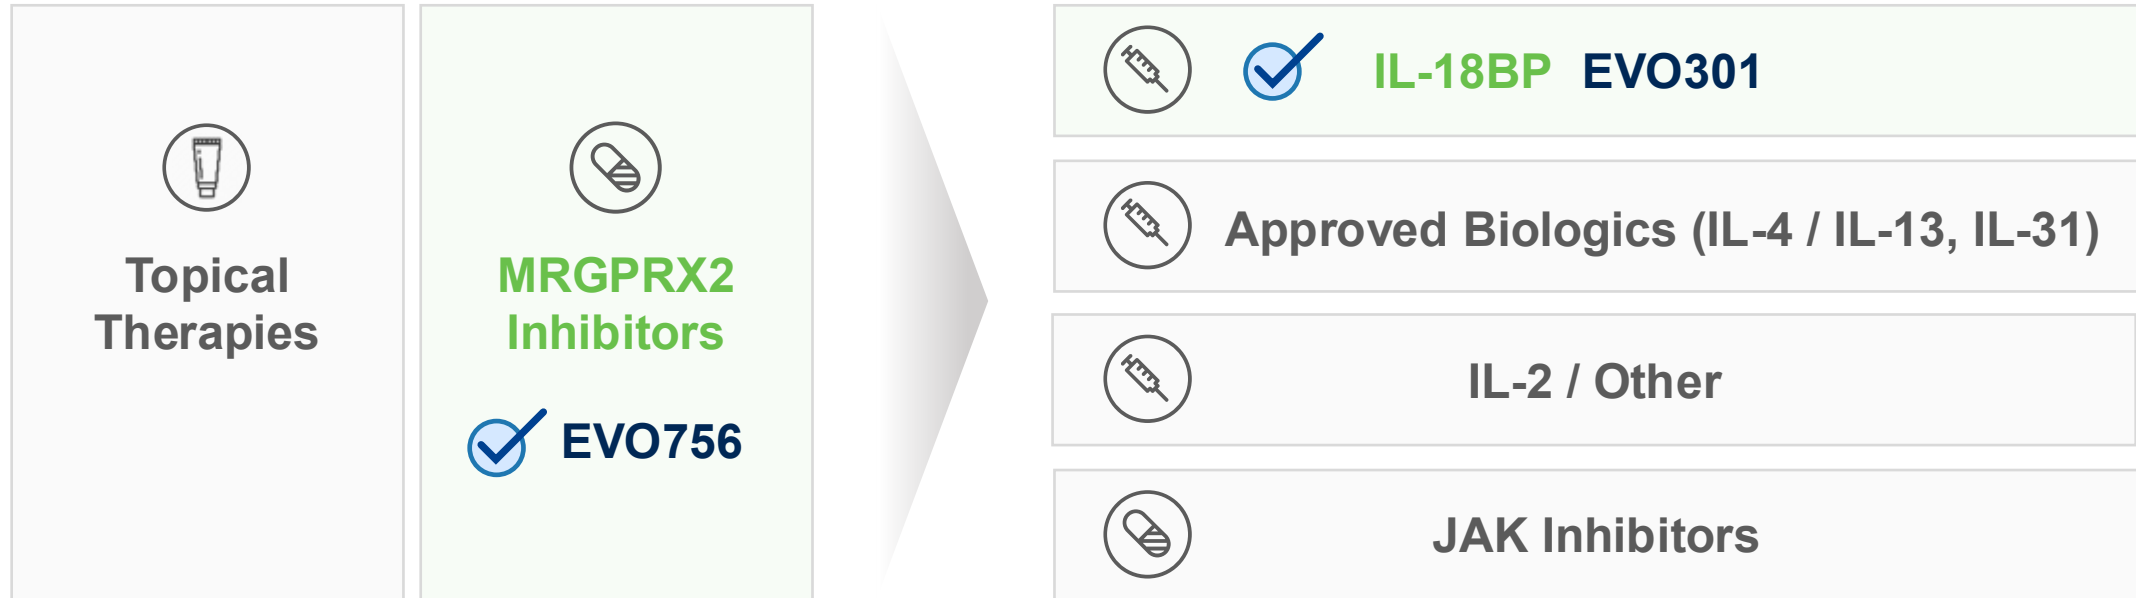 Topical
Therapies
MRGPRX2
Inhibitors
EVO756
IL-18BP EVO301
Approved Biologics (IL-4 / IL-13, IL-31)
IL-2 / Other
JAK Inhibitors